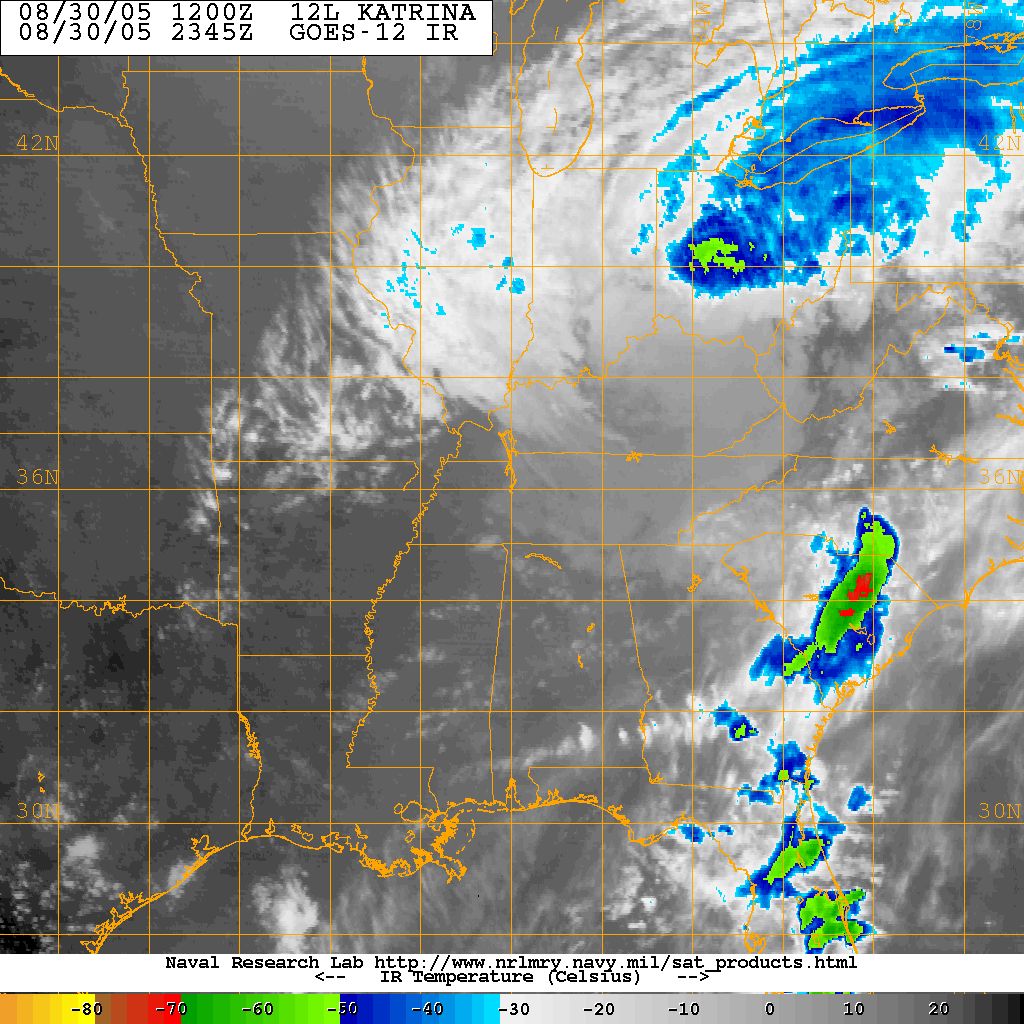 08/30/05 1200Z 12L KATRINA
08/30/05 2345Z GOES-12 IR
42N 42N
36N 36N
30N 30N
Naval Research Lab http://www.nrlmry.navy.mil/sat_products.html
<-- IR Temperature (Celsius) -->
-80 -70 -60 -50 -40 -30 -20 -10 0 10 20